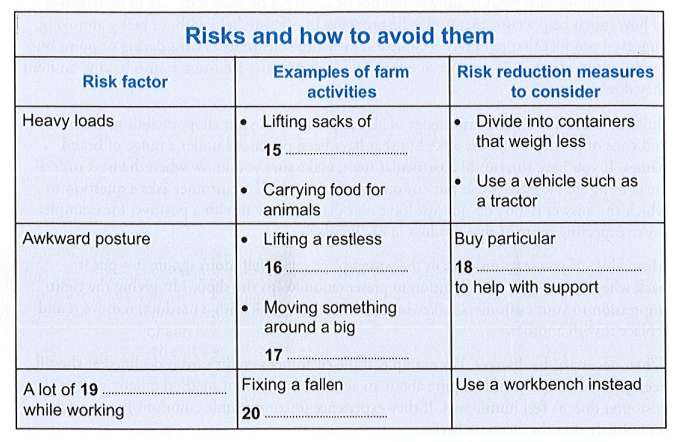 Risks and how to avoid them
Risk factor
Examples of farm
activities
Risk reduction measures
to consider
Heavy loads
• Lifting sacks of
15 ........................
• Carrying food for
animals
• Divide into containers
that weigh less
• Use a vehicle such as
a tractor
Awkward posture
• Lifting a restless
16 ........................
• Moving something
around a big
17 ........................
Buy particular
18 ........................
to help with support
A lot of 19 ........................
while working
Fixing a fallen
20 ........................
Use a workbench instead